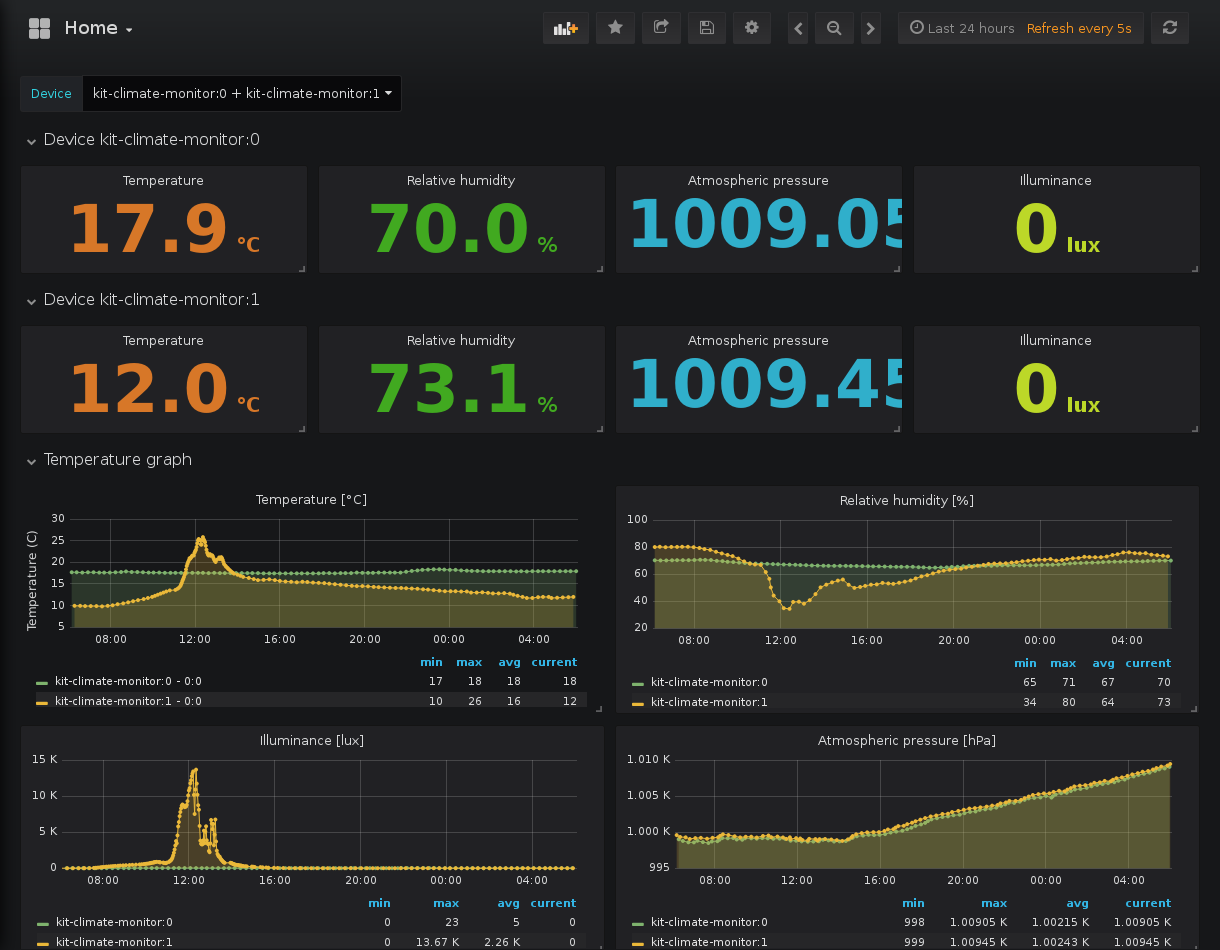 Home
Last 24 hours Refresh every 5s
Device kit-climate-monitor:0 + kit-climate-monitor:1
Device kit-climate-monitor:0
Temperature Relative humidity Atmospheric pressure Illuminance
17.9 °C 70.0 % 1009.05 0 lux
Device kit-climate-monitor:1
Temperature Relative humidity Atmospheric pressure Illuminance
12.0 °C 73.1 % 1009.45 0 lux
Temperature graph
Temperature [°C]
Temperature (C)
30
25
20
15
10
5
08:00 12:00 16:00 20:00 00:00 04:00
min max avg current
kit-climate-monitor:0 - 0:0 17 18 18 18
kit-climate-monitor:1 - 0:0 10 26 16 12
Relative humidity [%]
100
80
60
40
20
08:00 12:00 16:00 20:00 00:00 04:00
min max avg current
kit-climate-monitor:0 65 71 67 70
kit-climate-monitor:1 34 80 64 73
Illuminance [lux]
15 K
10 K
5 K
0
08:00 12:00 16:00 20:00 00:00 04:00
min max avg current
kit-climate-monitor:0 0 23 5 0
kit-climate-monitor:1 0 13.67 K 2.26 K 0
Atmospheric pressure [hPa]
1.010 K
1.005 K
1.000 K
995
08:00 12:00 16:00 20:00 00:00 04:00
min max avg current
kit-climate-monitor:0 998 1.00905 K 1.00215 K 1.00905 K
kit-climate-monitor:1 999 1.00945 K 1.00243 K 1.00945 K